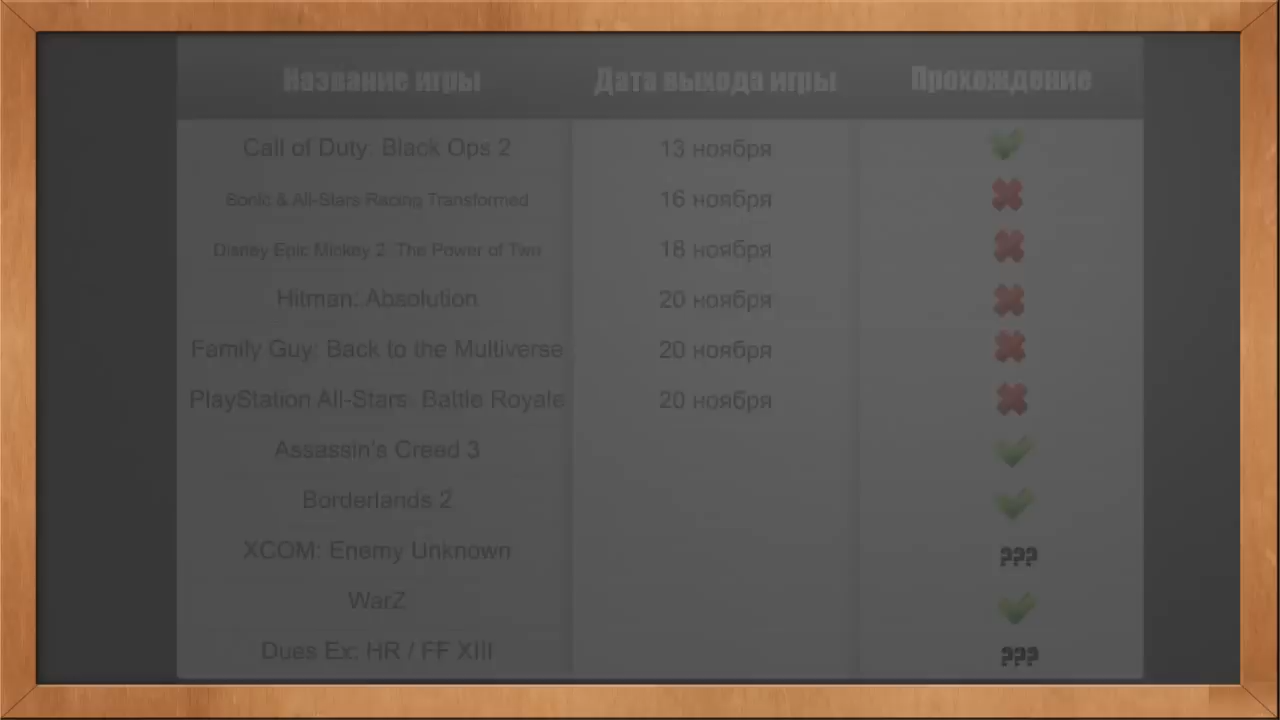 Название игры Дата выхода игры Прохождение
Call of Duty: Black Ops 2 13 ноября
Sonic & All-Stars Racing Transformed 16 ноября
Disney Epic Mickey 2: The Power of Two 18 ноября
Hitman: Absolution 20 ноября
Family Guy: Back to the Multiverse 20 ноября
PlayStation All-Stars: Battle Royale 20 ноября
Assassin's Creed 3
Borderlands 2
XCOM: Enemy Unknown ???
WarZ
Dues Ex: HR / FF XIII ???